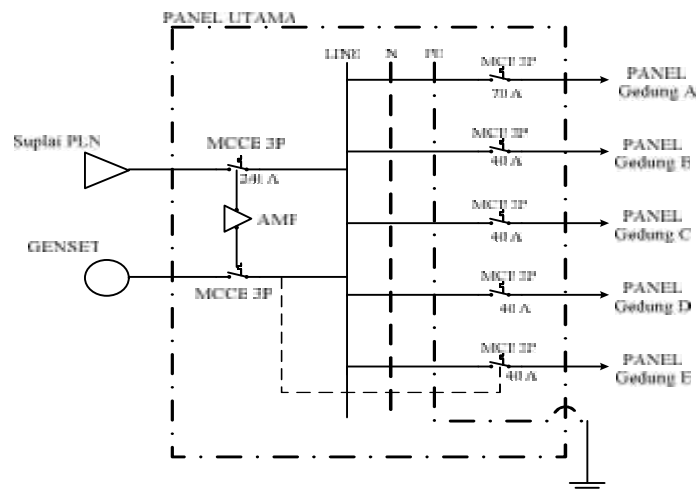 PANEL UTAMA
LINE N PE
MCB 3P
70 A
PANEL
Gedung A
Suplai PLN
MCCB 3P
240 A
MCB 3P
40 A
PANEL
Gedung B
AMF
MCB 3P
40 A
PANEL
Gedung C
GENSET
MCCB 3P
MCB 3P
40 A
PANEL
Gedung D
MCB 3P
40 A
PANEL
Gedung E